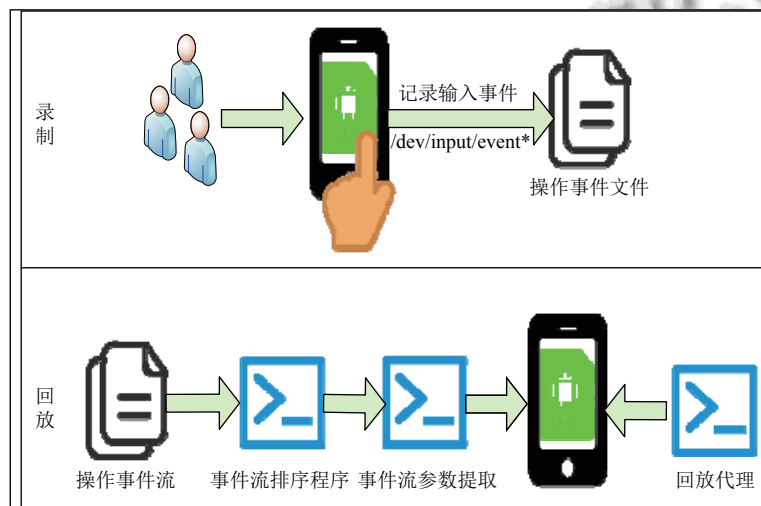 录制
记录输入事件
/dev/input/event*
操作事件文件
回放
操作事件流
事件流排序程序
事件流参数提取
回放代理